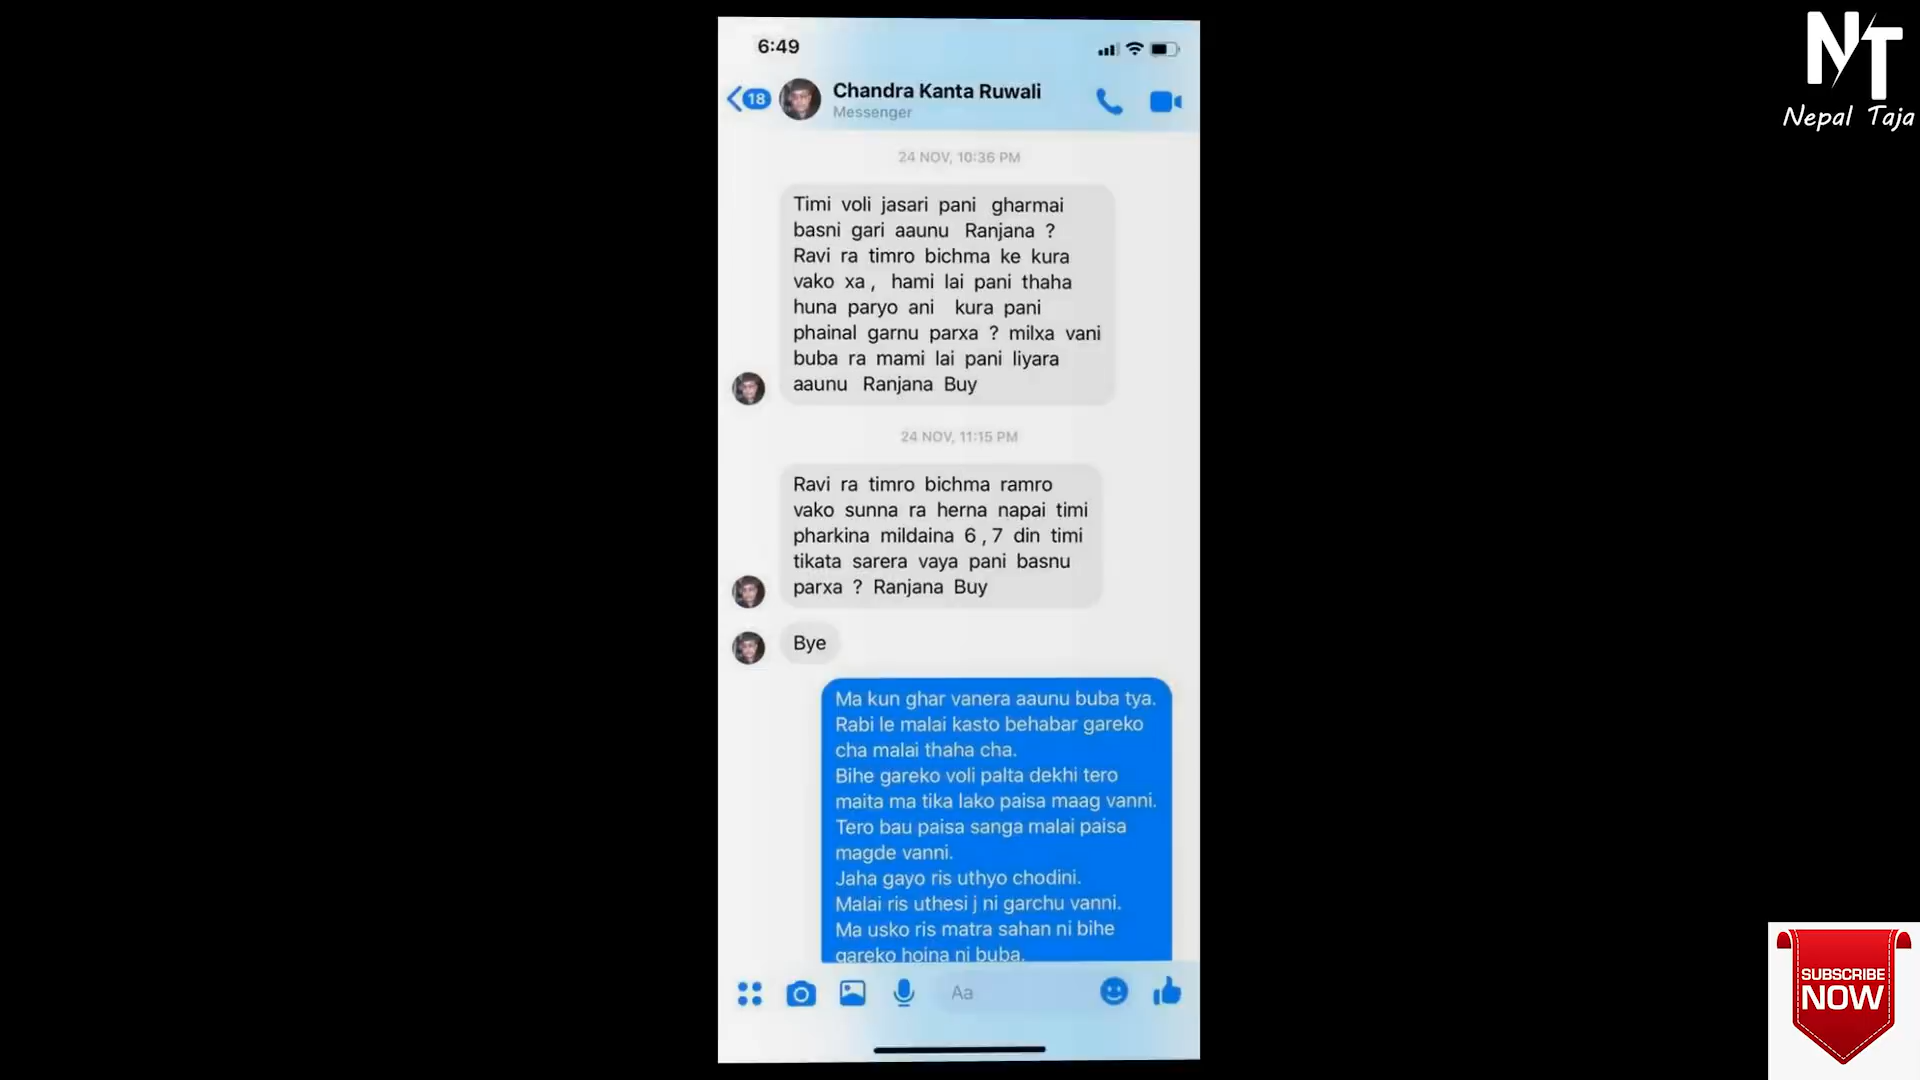 6:49
18
Chandra Kanta Ruwali
Messenger
24 NOV, 10:36 PM
Timi voli jasari pani gharmai
basni gari aaunu Ranjana ?
Ravi ra timro bichma ke kura
vako xa , hami lai pani thaha
huna paryo ani kura pani
phainal garnu parxa ? milxa vani
buba ra mami lai pani liyara
aaunu Ranjana Buy
24 NOV, 11:15 PM
Ravi ra timro bichma ramro
vako sunna ra herna napai timi
pharkina mildaina 6 , 7 din timi
tikata sarera vaya pani basnu
parxa ? Ranjana Buy
Bye
Ma kun ghar vanera aaunu buba tya.
Rabi le malai kasto behabar gareko
cha malai thaha cha.
Bihe gareko voli palta dekhi tero
maita ma tika lako paisa maag vanni.
Tero bau paisa sanga malai paisa
magde vanni.
Jaha gayo ris uthyo chodini.
Malai ris uthesi j ni garchu vanni.
Ma usko ris matra sahan ni bihe
gareko hoina ni buba.
Aa
NT
Nepal Taja
SUBSCRIBE
NOW